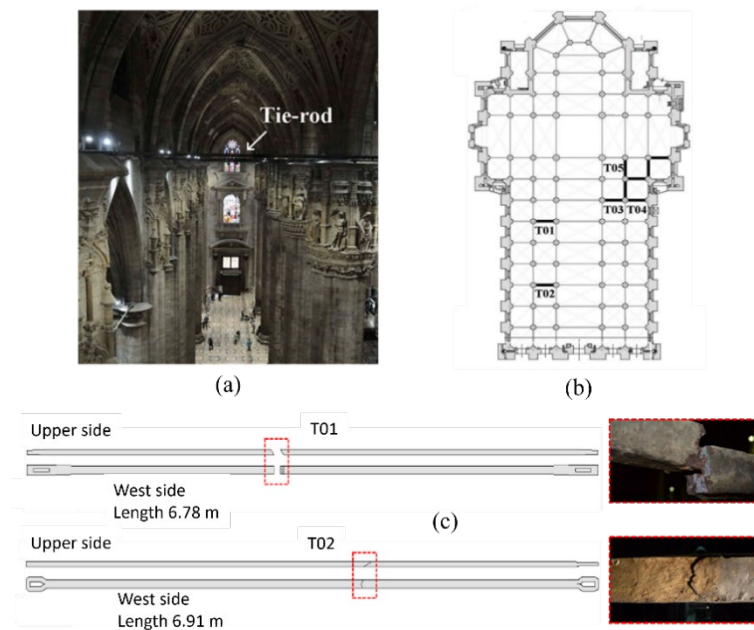 Tie-rod
(a)
T05
T03 T04
T01
T02
(b)
Upper side
T01
West side
Length 6.78 m
(c)
Upper side
T02
West side
Length 6.91 m